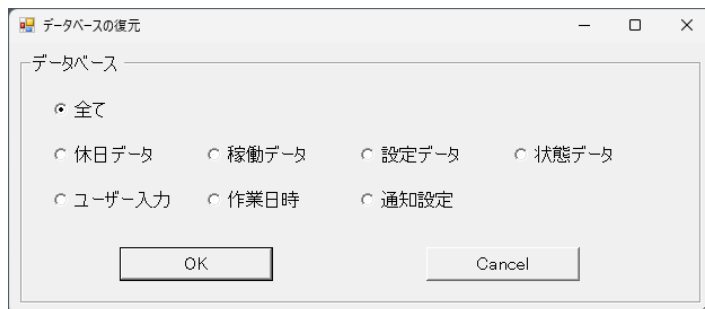 データベースの復元
データベース
全て
休日データ 稼働データ 設定データ 状態データ
ユーザー入力 作業日時 通知設定
OK Cancel